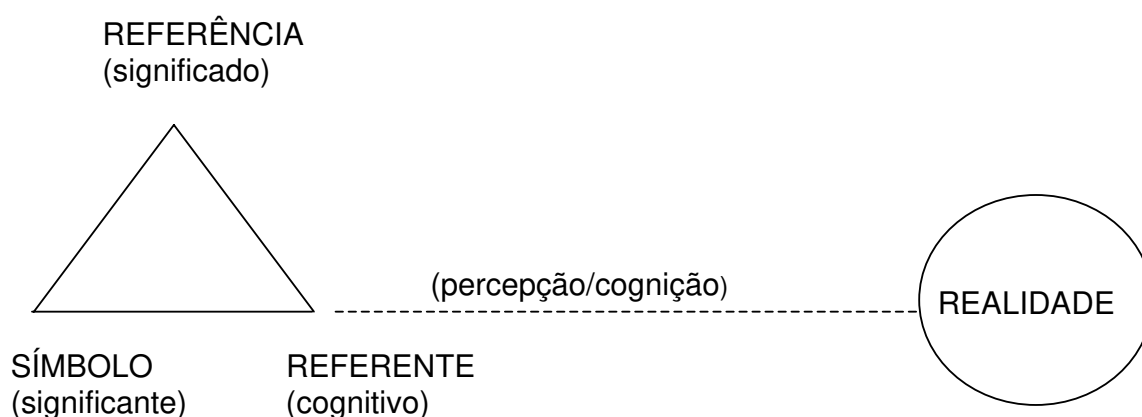 REFERÊNCIA
(significado)
(percepção/cognição)
REALIDADE
SÍMBOLO
(significante)
REFERENTE
(cognitivo)